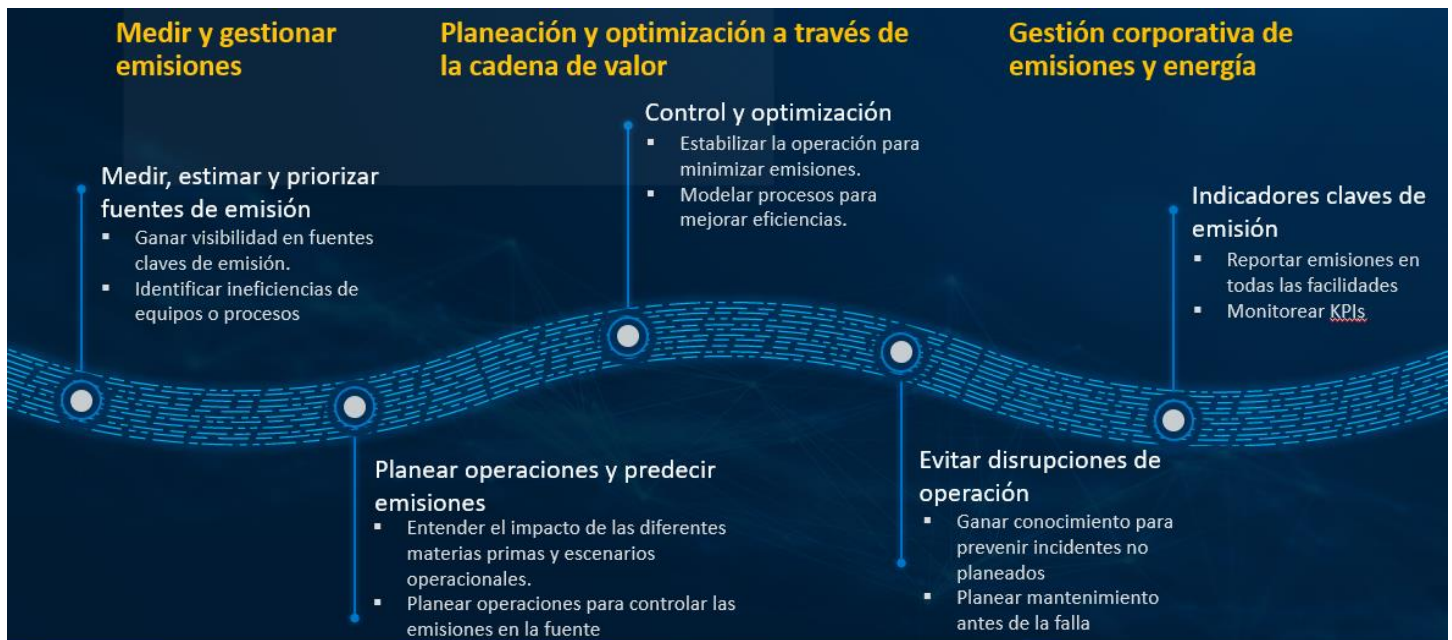 Medir y gestionar
emisiones
Planeación y optimización a través de
la cadena de valor
Gestión corporativa de
emisiones y energía
Medir, estimar y priorizar
fuentes de emisión
▪ Ganar visibilidad en fuentes
claves de emisión.
▪ Identificar ineficiencias de
equipos o procesos
Planear operaciones y predecir
emisiones
▪ Entender el impacto de las diferentes
materias primas y escenarios
operacionales.
▪ Planear operaciones para controlar las
emisiones en la fuente
Control y optimización
▪ Estabilizar la operación para
minimizar emisiones.
▪ Modelar procesos para
mejorar eficiencias.
Evitar disrupciones de
operación
▪ Ganar conocimiento para
prevenir incidentes no
planeados
▪ Planear mantenimiento
antes de la falla
Indicadores claves de
emisión
▪ Reportar emisiones en
todas las facilidades
▪ Monitorear KPIs